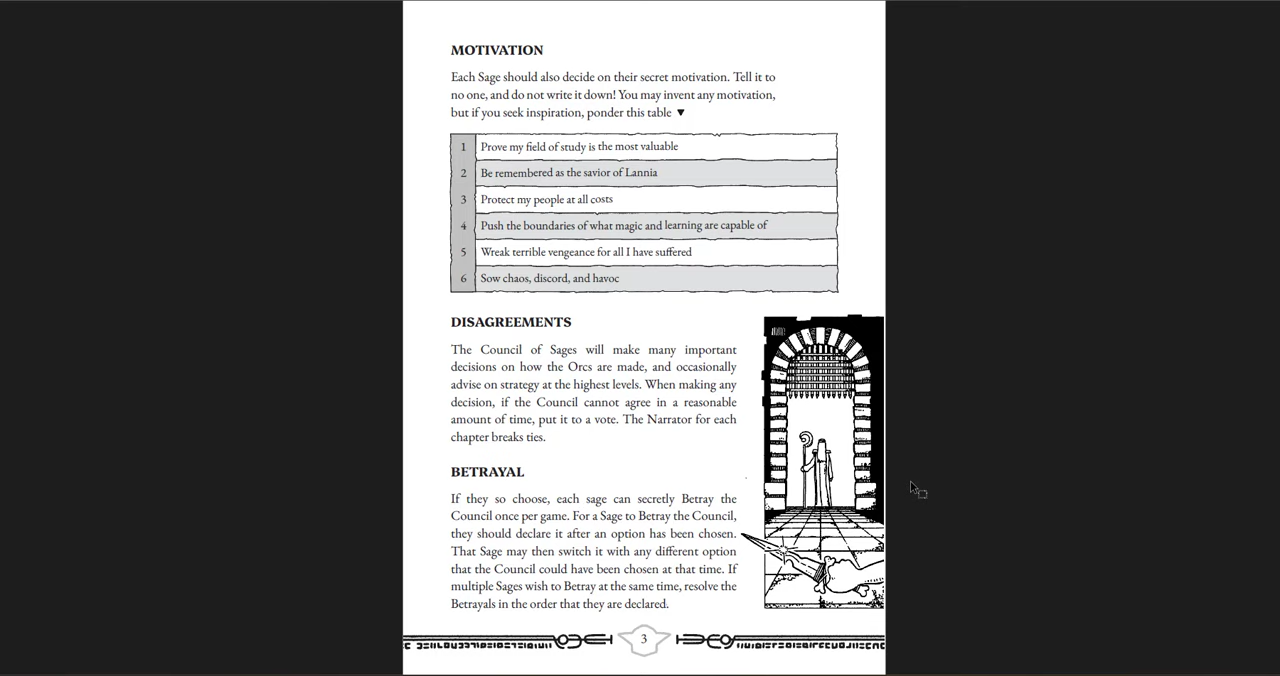 MOTIVATION
Each Sage should also decide on their secret motivation. Tell it to
no one, and do not write it down! You may invent any motivation,
but if you seek inspiration, ponder this table ▼
1 Prove my field of study is the most valuable
2 Be remembered as the savior of Lannia
3 Protect my people at all costs
4 Push the boundaries of what magic and learning are capable of
5 Wreak terrible vengeance for all I have suffered
6 Sow chaos, discord, and havoc
DISAGREEMENTS
The Council of Sages will make many important
decisions on how the Orcs are made, and occasionally
advise on strategy at the highest levels. When making any
decision, if the Council cannot agree in a reasonable
amount of time, put it to a vote. The Narrator for each
chapter breaks ties.
BETRAYAL
If they so choose, each sage can secretly Betray the
Council once per game. For a Sage to Betray the Council,
they should declare it after an option has been chosen.
That Sage may then switch it with any different option
that the Council could have been chosen at that time. If
multiple Sages wish to Betray at the same time, resolve the
Betrayals in the order that they are declared.
3